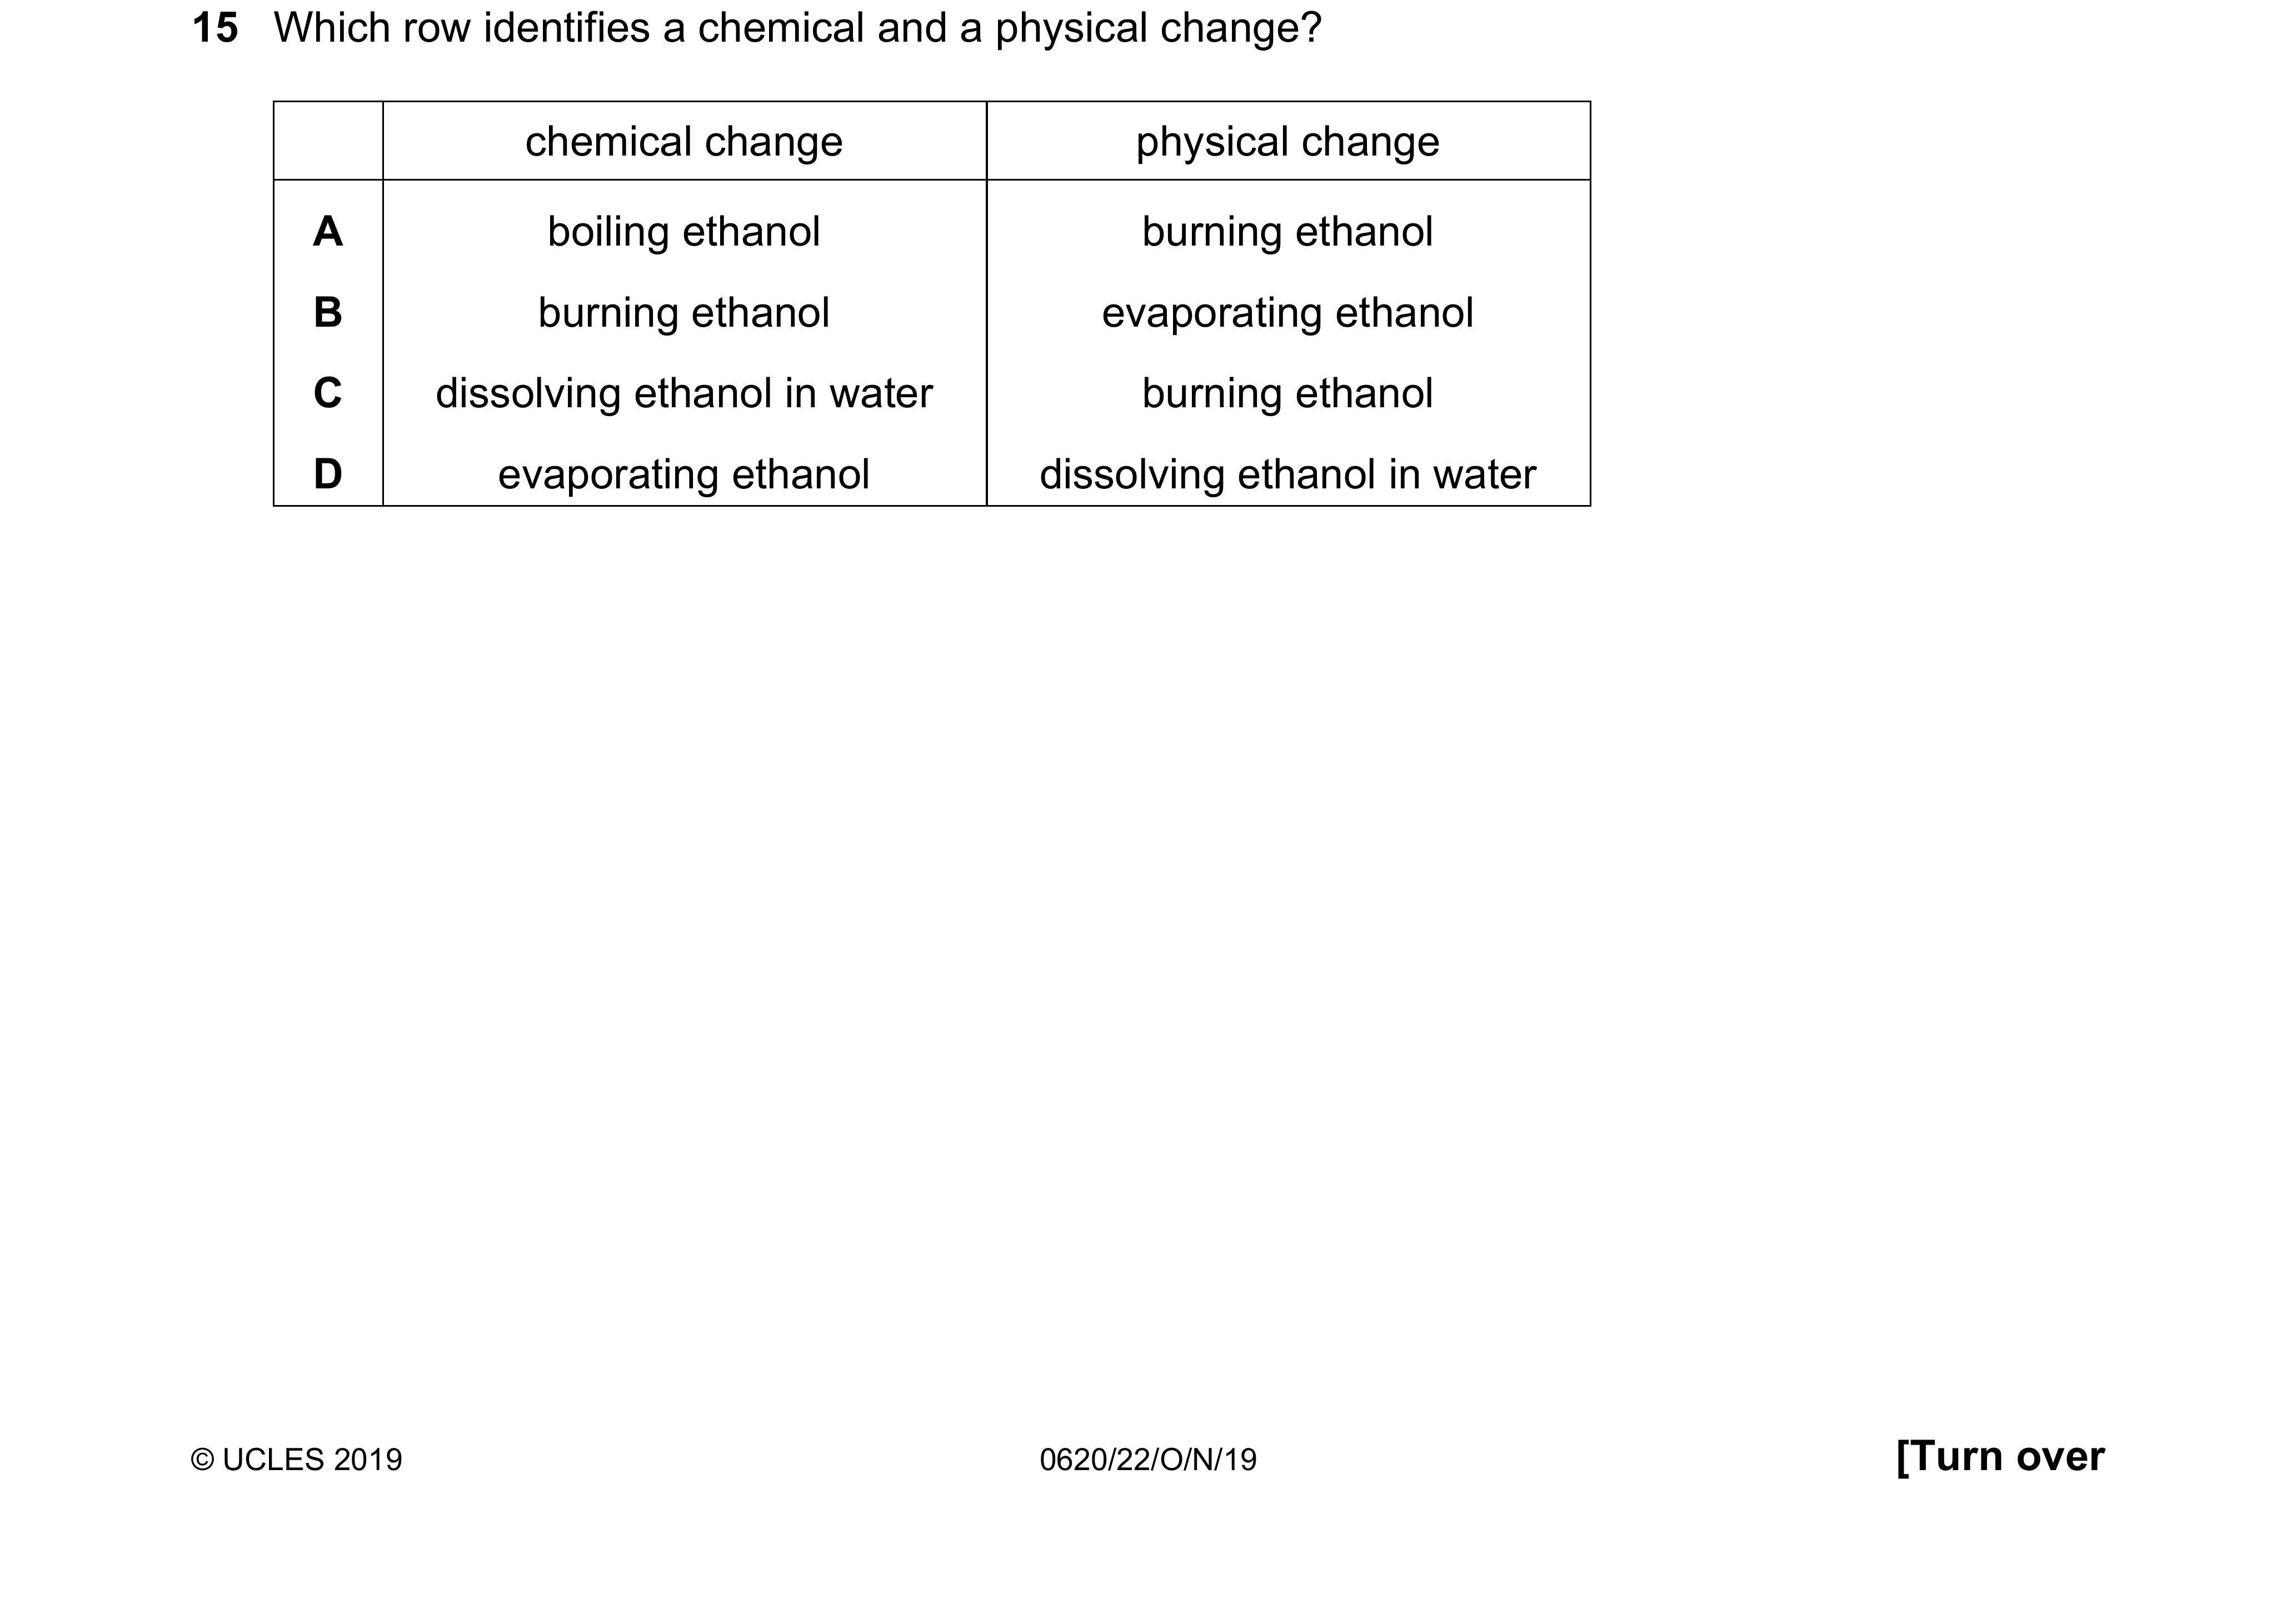 15 Which row identifies a chemical and a physical change?
chemical change physical change
A boiling ethanol burning ethanol
B burning ethanol evaporating ethanol
C dissolving ethanol in water burning ethanol
D evaporating ethanol dissolving ethanol in water
© UCLES 2019 0620/22/O/N/19 [Turn over